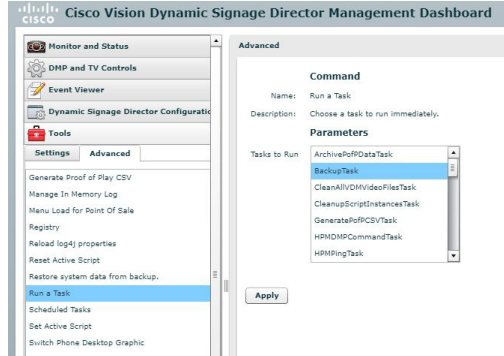 CISCO
Cisco Vision Dynamic Signage Director Management Dashboard
Monitor and Status
DMP and TV Controls
Event Viewer
Dynamic Signage Director Configuratio
Tools
Settings
Advanced
Generate Proof of Play CSV
Manage In Memory Log
Menu Load for Point Of Sale
Registry
Reload log4j properties
Reset Active Script
Restore system data from backup.
Run a Task
Scheduled Tasks
Set Active Script
Switch Phone Desktop Graphic
Advanced
Command
Name: Run a Task
Description: Choose a task to run immediately.
Parameters
Tasks to Run
ArchivePofPDataTask
BackupTask
CleanAllVDMVideoFilesTask
CleanupScriptInstancesTask
GeneratePofPCSVTask
HPMDMPCommandTask
HPMPingTask
Apply